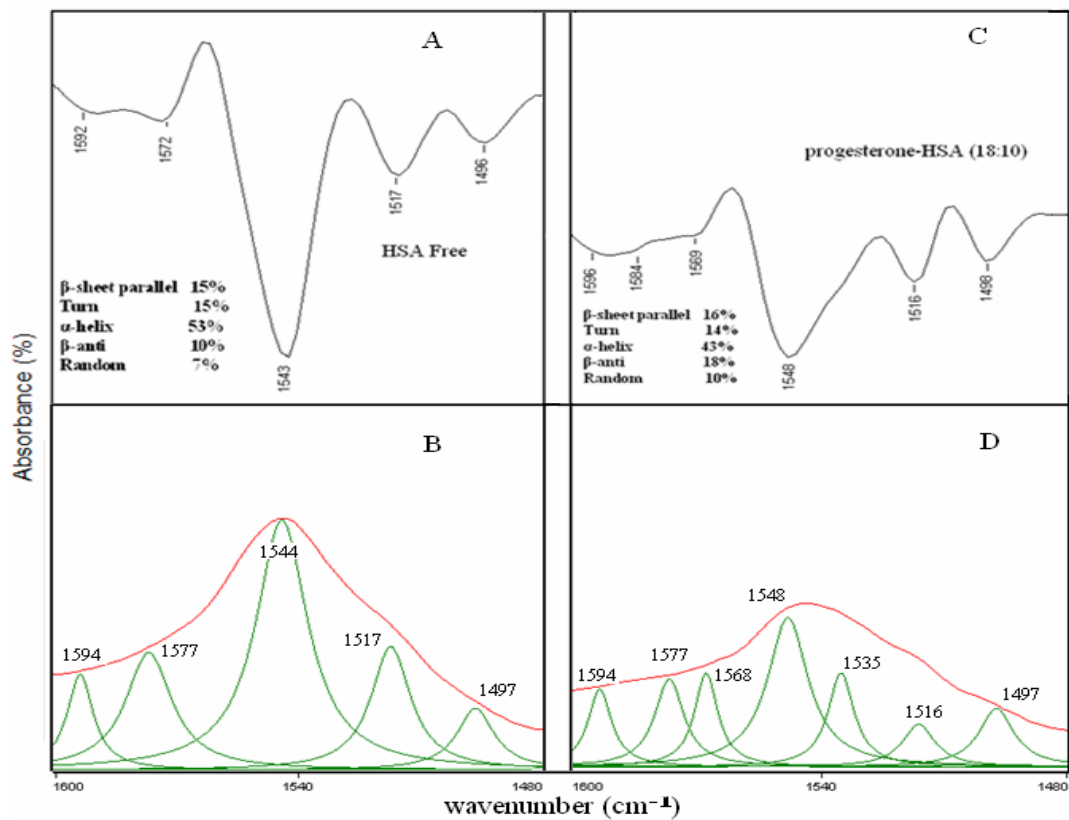 A
1592
1572
1543
1517
1496
HSA Free
β-sheet parallel 15%
Turn 15%
α-helix 53%
β-anti 10%
Random 7%
C
progesterone-HSA (18:10)
1596
1584
1569
1548
1516
1498
β-sheet parallel 16%
Turn 14%
α-helix 43%
β-anti 18%
Random 10%
Absorbance (%)
B
1594
1577
1544
1517
1497
D
1594
1577
1568
1548
1535
1516
1497
1600 1540 1480
1600 1540 1480
wavenumber (cm⁻¹)